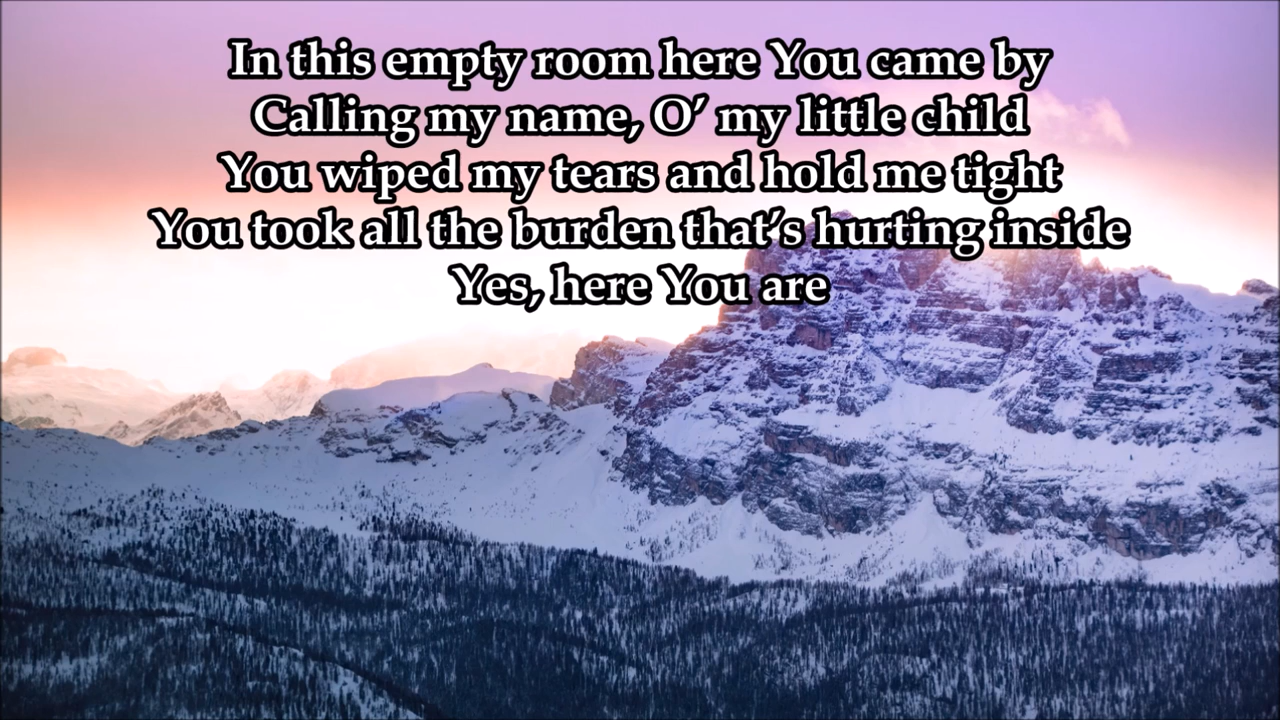 In this empty room here You came by
Calling my name, O’ my little child
You wiped my tears and hold me tight
You took all the burden that’s hurting inside
Yes, here You are